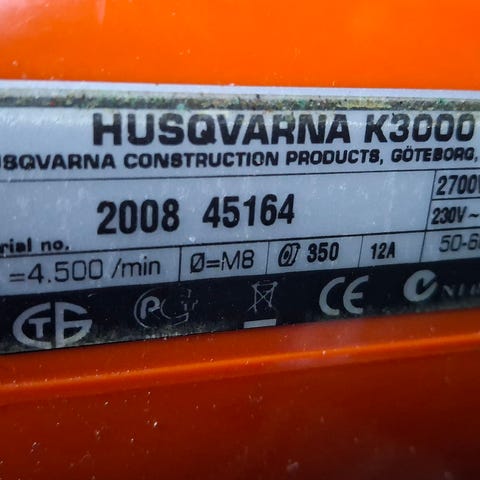 HUSQVARNA K3000
SQVARNA CONSTRUCTION PRODUCTS, GÖTEBORG,
2700
2008 45164
230V~
rial no.
50-6
=4.500/min Ø=M8 350 12A
CE